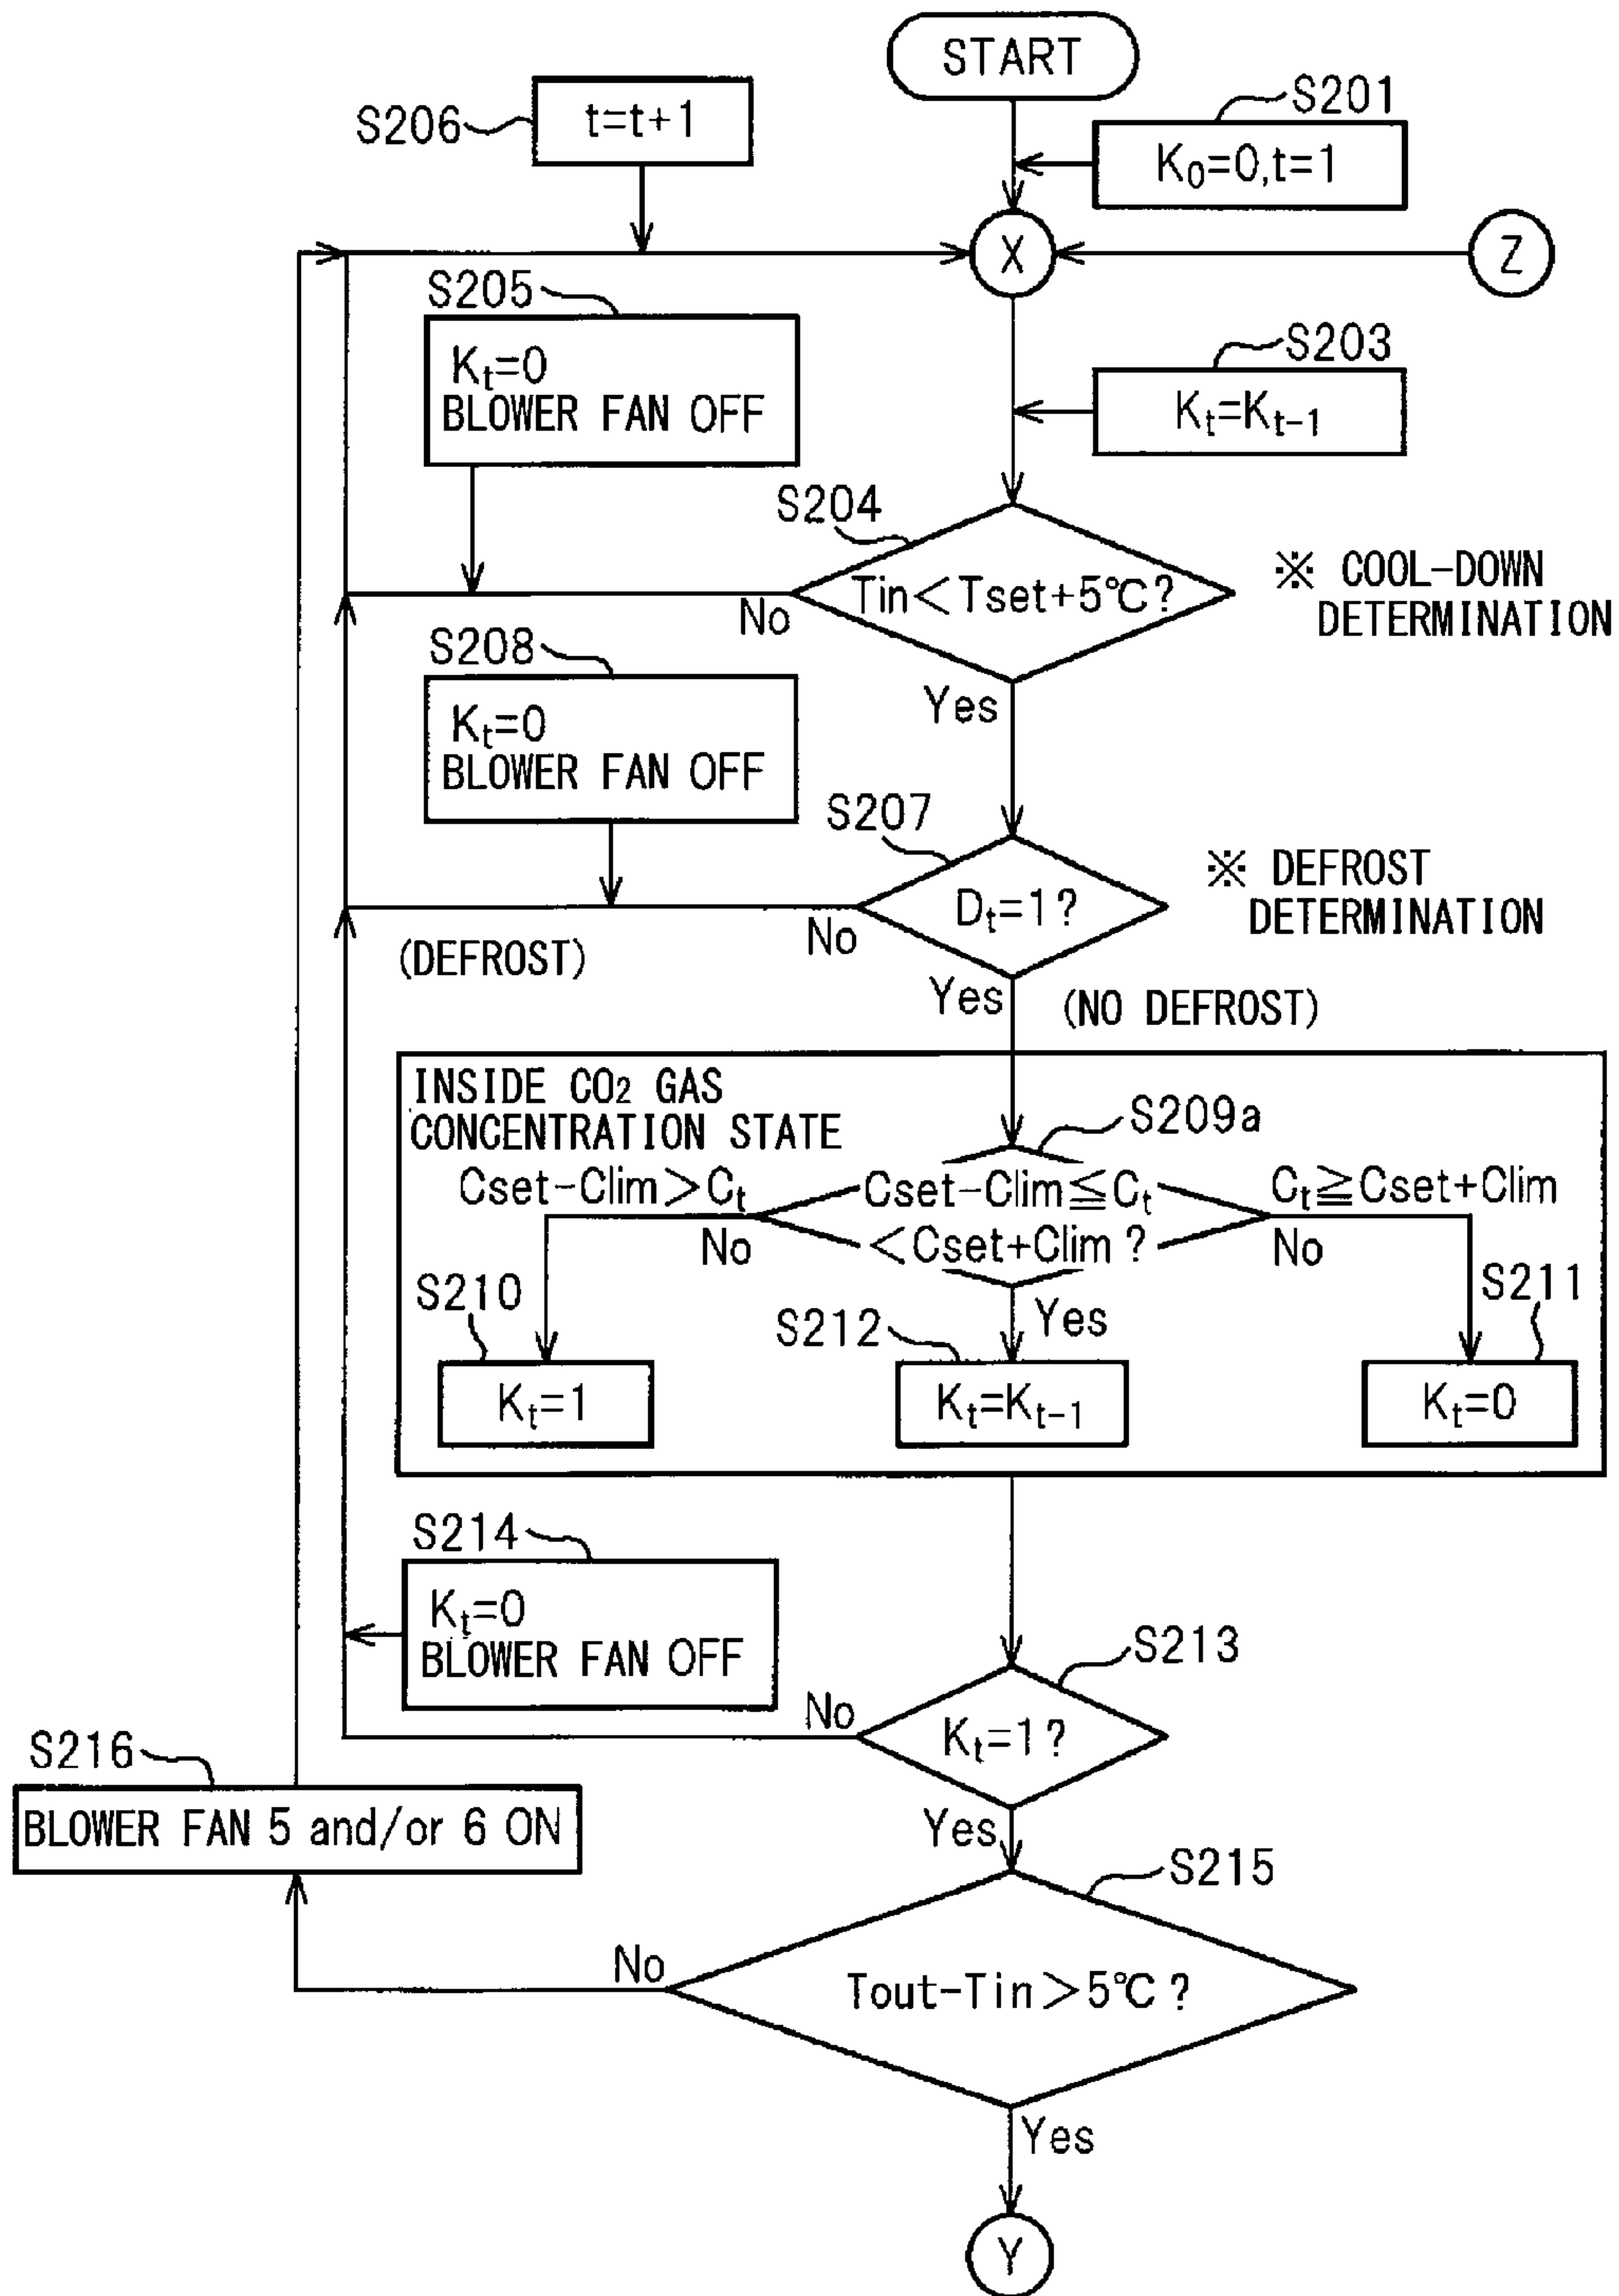 START
S201
S206
t=t+1
K₀=0,t=1
X
Z
S205
Kₜ=0
BLOWER FAN OFF
S203
Kₜ=Kₜ₋₁
S204
Tin<Tset+5℃?
※ COOL-DOWN
DETERMINATION
No
Yes
S208
Kₜ=0
BLOWER FAN OFF
S207
Dₜ=1?
※ DEFROST
DETERMINATION
No
(DEFROST)
Yes
(NO DEFROST)
INSIDE CO₂ GAS
CONCENTRATION STATE
S209a
Cset-Clim>Cₜ
Cset-Clim≦Cₜ
<Cset+Clim?
Cₜ≧Cset+Clim
No
No
S210
S212
Yes
S211
Kₜ=1
Kₜ=Kₜ₋₁
Kₜ=0
S214
Kₜ=0
BLOWER FAN OFF
S213
No
Kₜ=1?
S216
BLOWER FAN 5 and/or 6 ON
Yes
S215
No
Tout-Tin>5℃?
Yes
Y